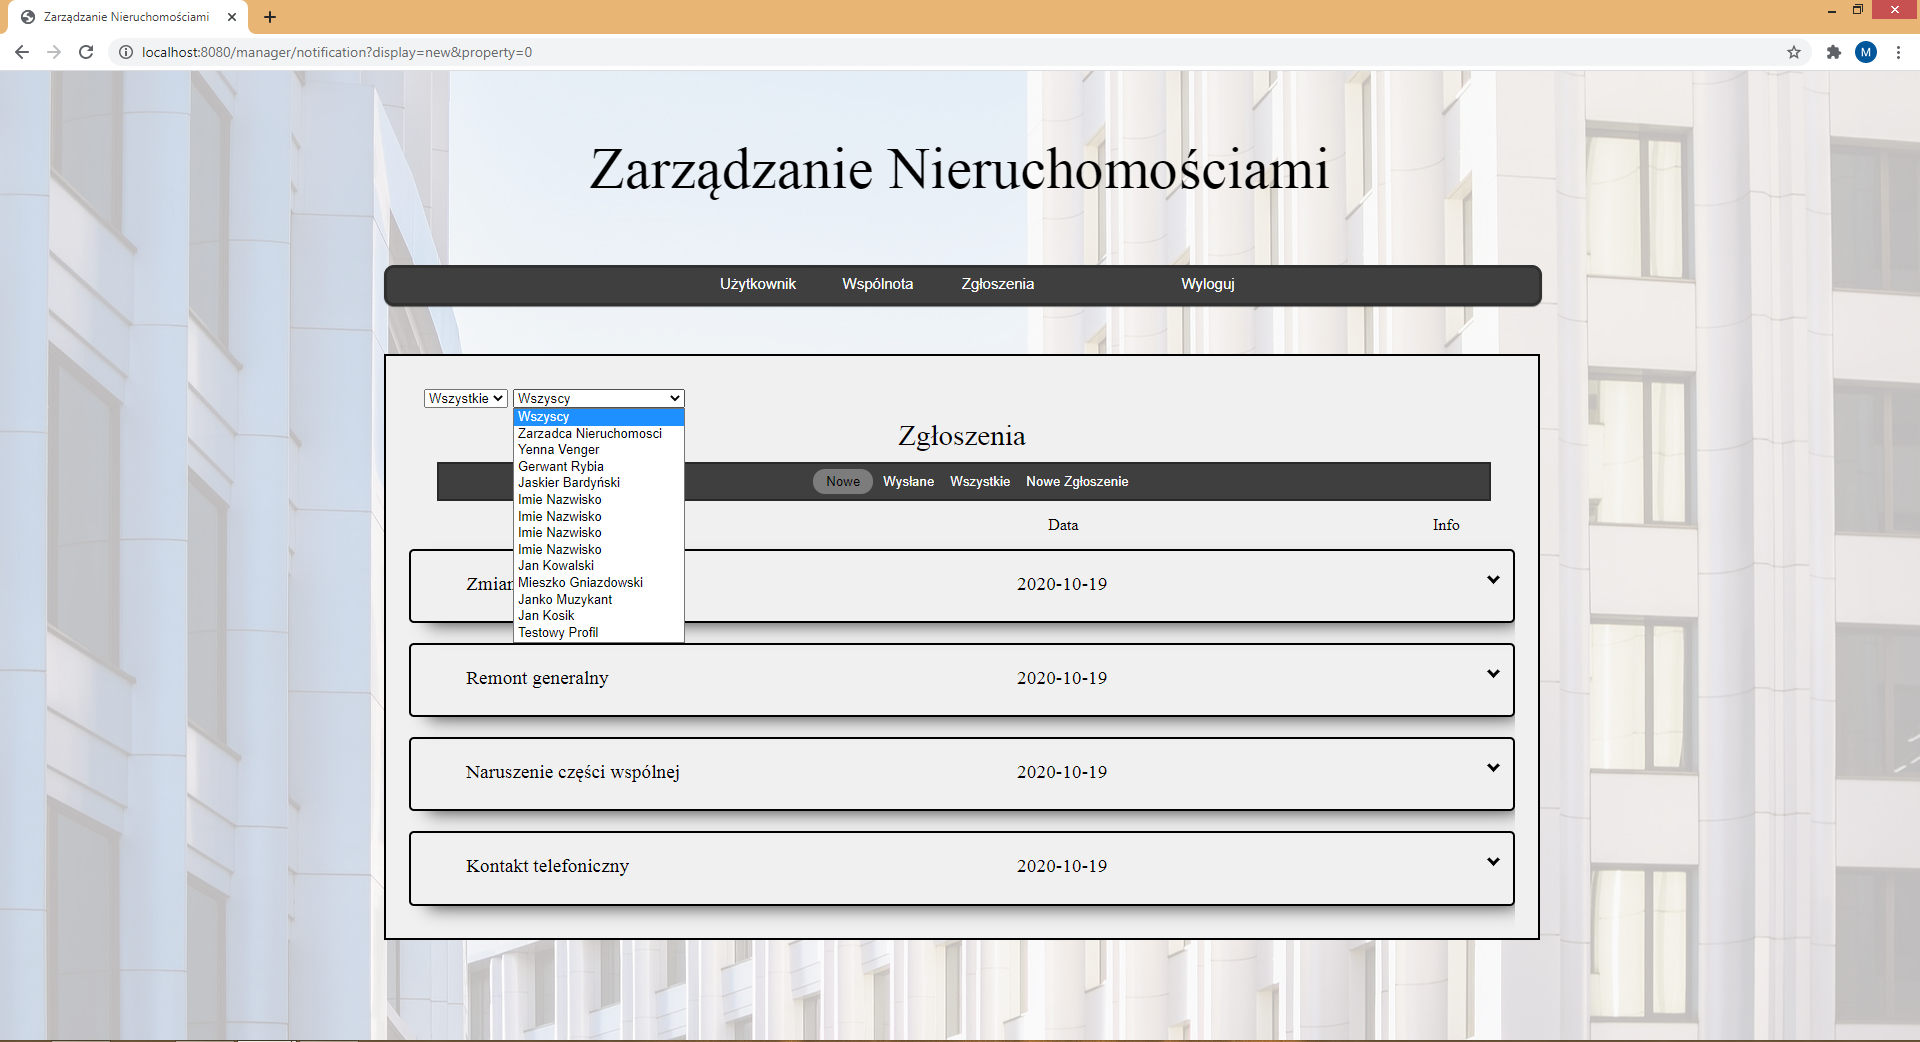 Zarządzanie Nieruchomościami
localhost:8080/manager/notification?display=new&property=0
M
Zarządzanie Nieruchomościami
Użytkownik Wspólnota Zgłoszenia Wyloguj
Wszystkie Wszyscy
Wszyscy
Zarzadca Nieruchomosci
Yenna Venger
Gerwant Rybia
Jaskier Bardyński
Imie Nazwisko
Imie Nazwisko
Imie Nazwisko
Imie Nazwisko
Jan Kowalski
Mieszko Gniazdowski
Janko Muzykant
Jan Kosik
Testowy Profil
Zgłoszenia
Nowe Wysłane Wszystkie Nowe Zgłoszenie
Data Info
2020-10-19
Remont generalny 2020-10-19
Naruszenie części wspólnej 2020-10-19
Kontakt telefoniczny 2020-10-19